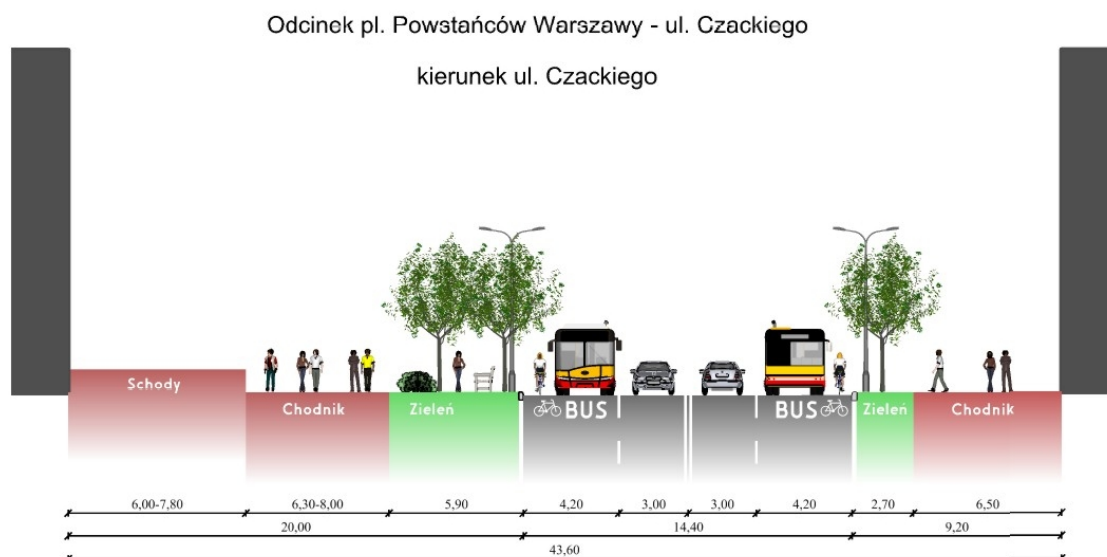 Odcinek pl. Powstańców Warszawy - ul. Czackiego
kierunek ul. Czackiego
Schody
Chodnik
Zieleń
BUS
BUS
Zieleń
Chodnik
6,00-7,80 6,30-8,00 5,90 4,20 3,00 3,00 4,20 2,70 6,50
20,00 14,40 9,20
43,60